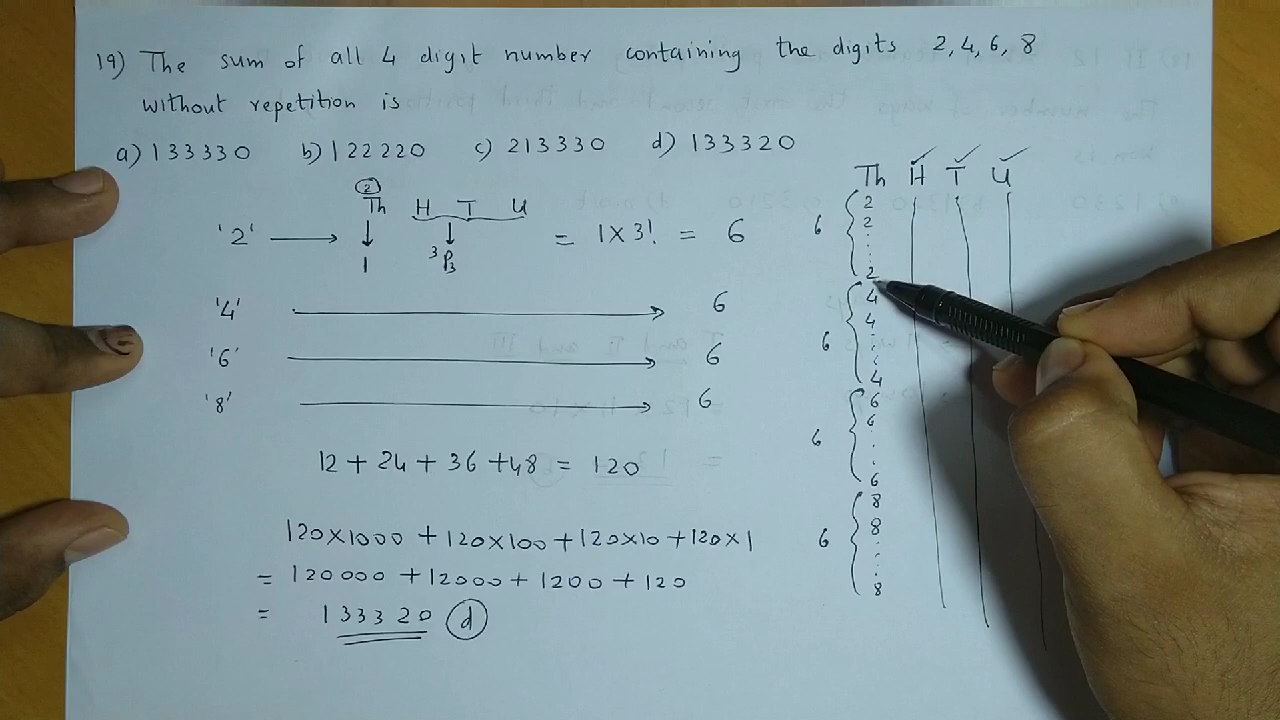 19) The sum of all 4 digit number containing the digits 2,4,6,8
without repetition is
a) 133330 b) 122220 c) 213330 d) 133320
2
Th H T U
'2' → 1 ³P₃ = 1×3! = 6
'4' → 6
'6' → 6
'8' → 6
12 + 24 + 36 + 48 = 120
120×1000 + 120×100 + 120×10 + 120×1
= 120000 + 12000 + 1200 + 120
= 133320 d
Th H T U
6 { 2
2
.
.
2
6 { 4
4
.
.
4
6 { 6
6
.
.
6
6 { 8
8
.
.
8